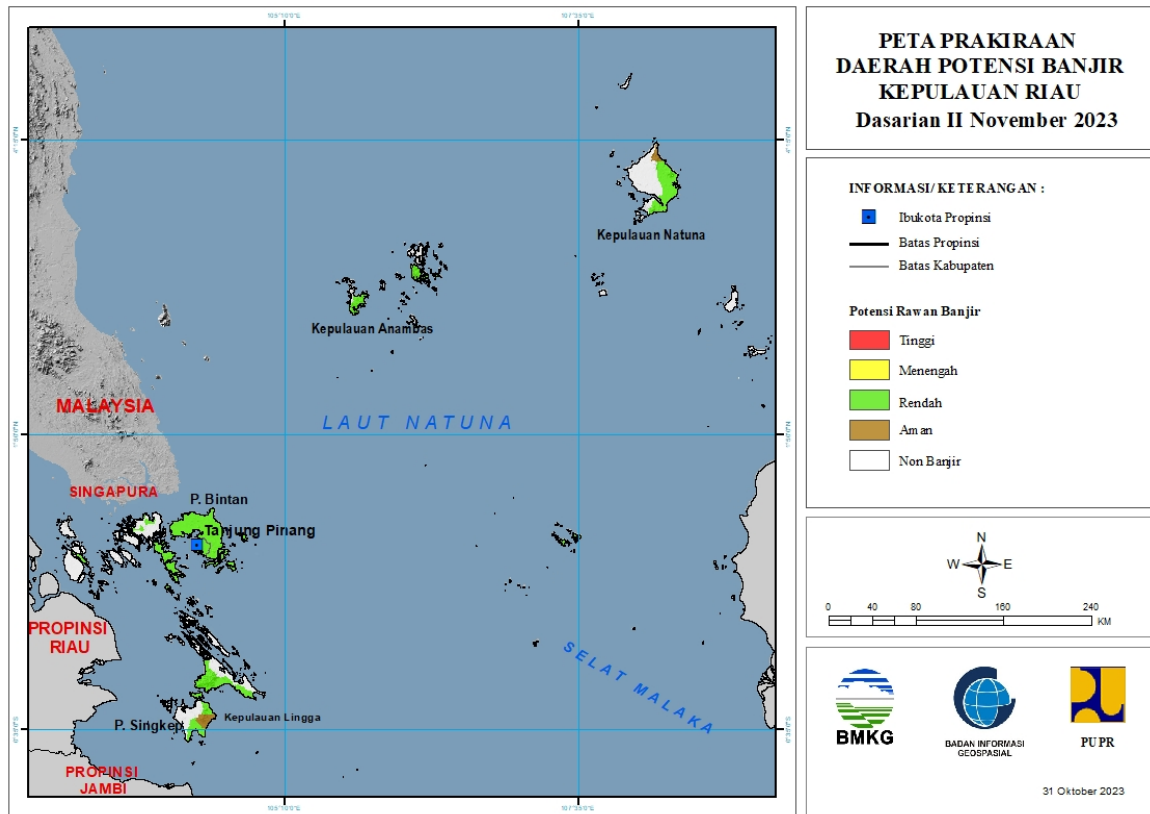 PETA PRAKIRAAN
DAERAH POTENSI BANJIR
KEPULAUAN RIAU
Dasarian II November 2023
INFORMASI/ KETERANGAN :
Ibukota Propinsi
Batas Propinsi
Batas Kabupaten
Potensi Rawan Banjir
Tinggi
Menengah
Rendah
Aman
Non Banjir
N
W E
S
0 40 80 160 240
KM
BMKG
BADAN INFORMASI
GEOSPASIAL
PUPR
31 Oktober 2023
Kepulauan Natuna
Kepulauan Anambas
MALAYSIA
LAUT NATUNA
SINGAPURA
P. Bintan
Tanjung Pinang
PROPINSI
RIAU
SELAT MALAKA
P. Singkep
Kepulauan Lingga
PROPINSI
JAMBI